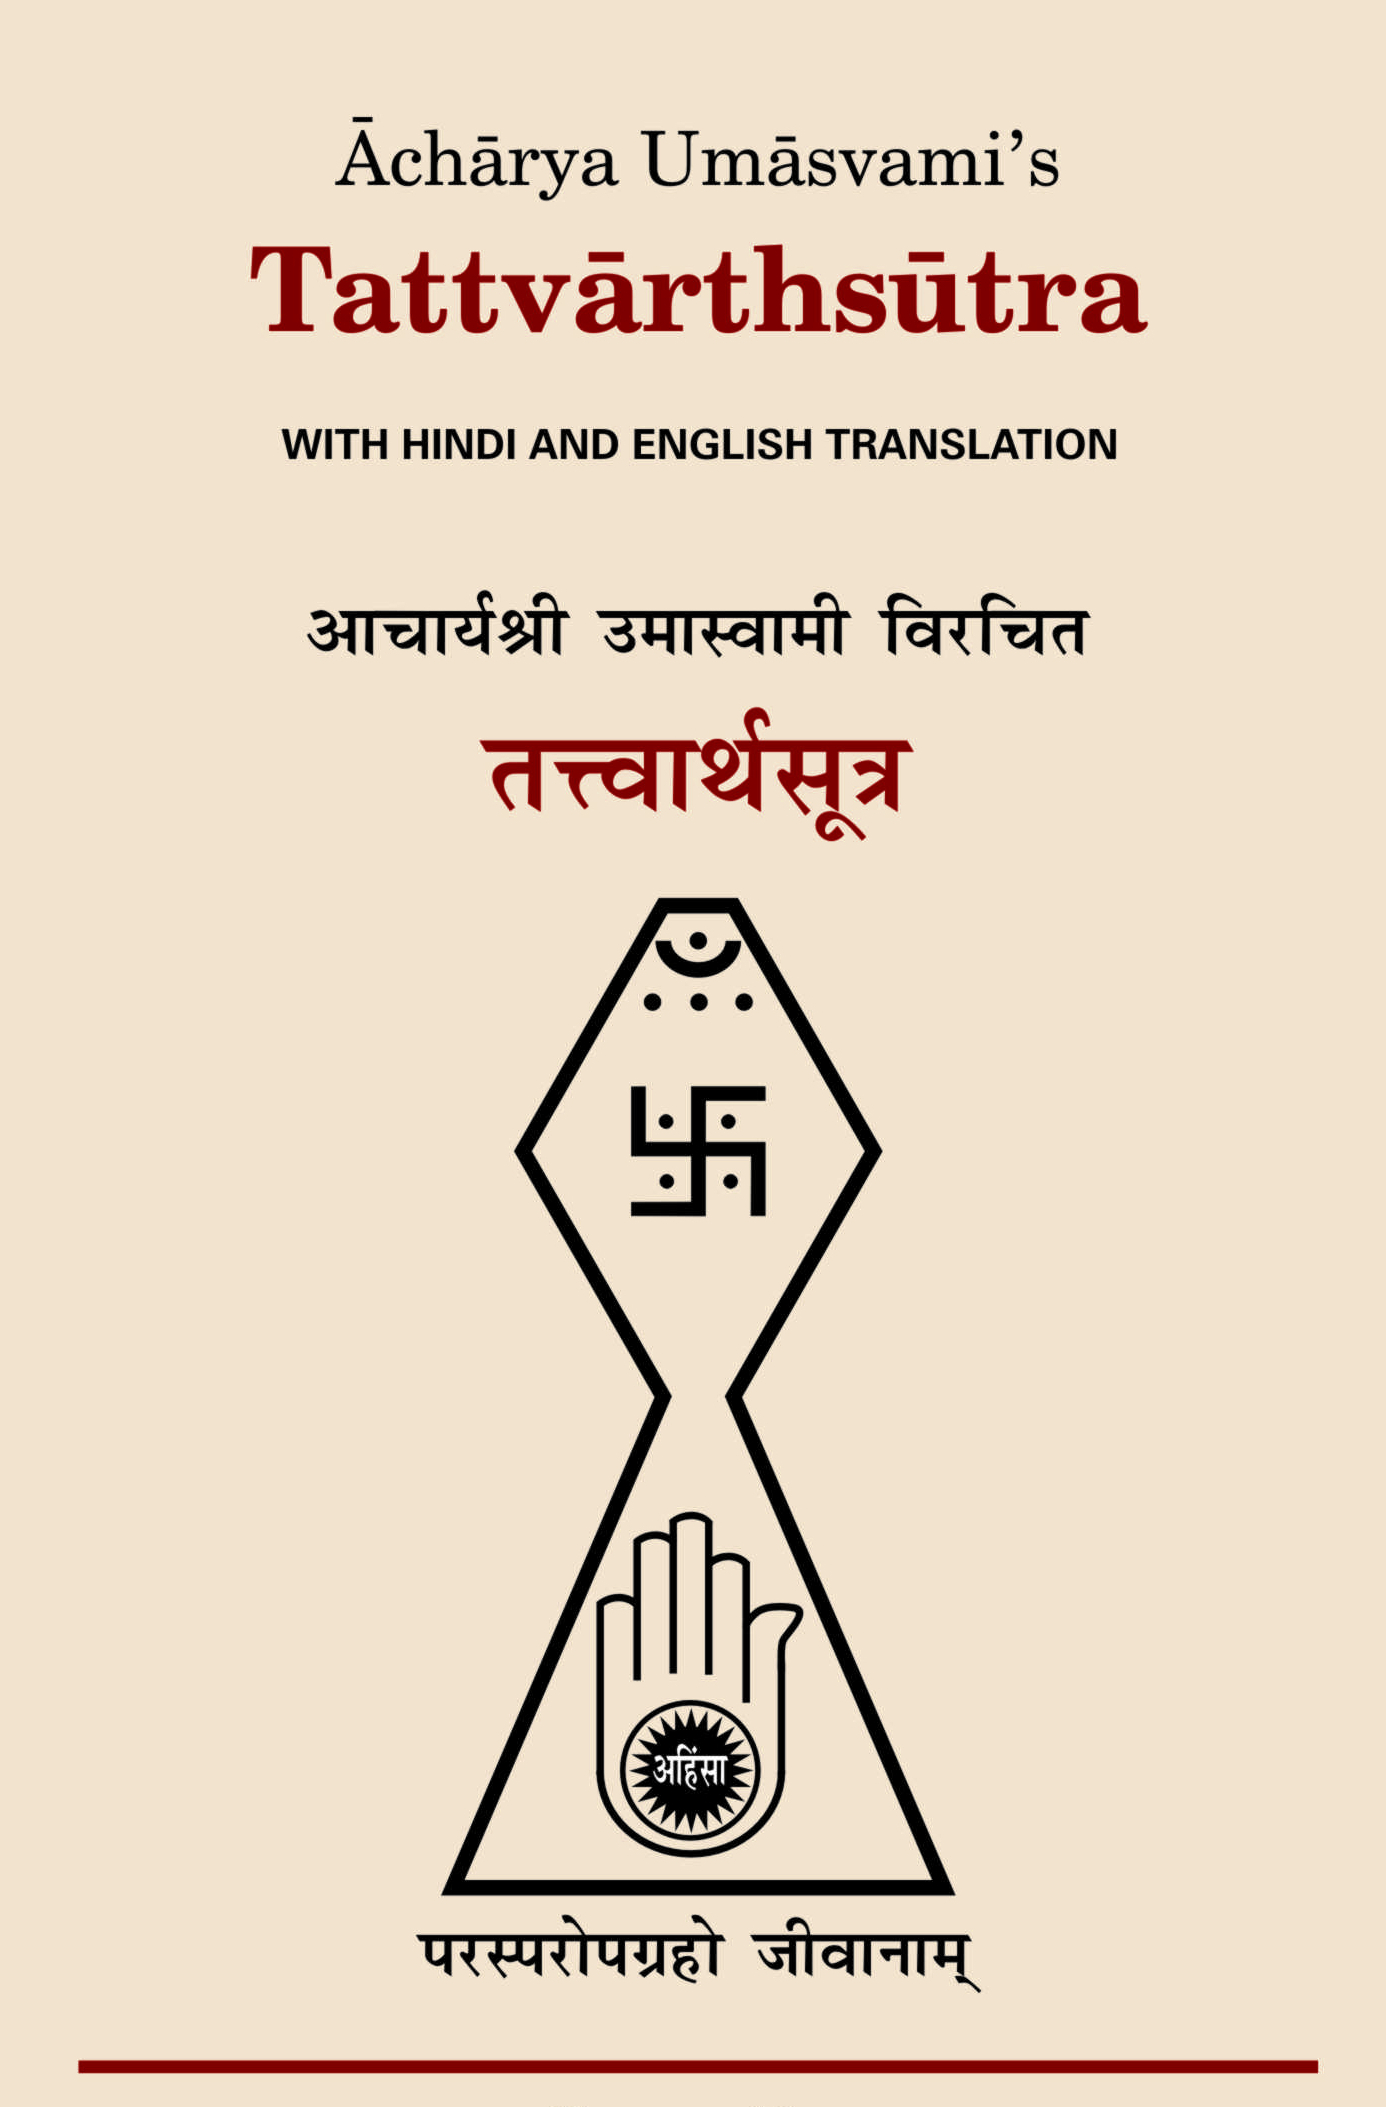 Āchārya Umāsvami’s
Tattvārthsūtra
WITH HINDI AND ENGLISH TRANSLATION
आचार्यश्री उमास्वामी विरचित
तत्त्वार्थसूत्र
अहिंसा
परस्परोपग्रहो जीवानाम्